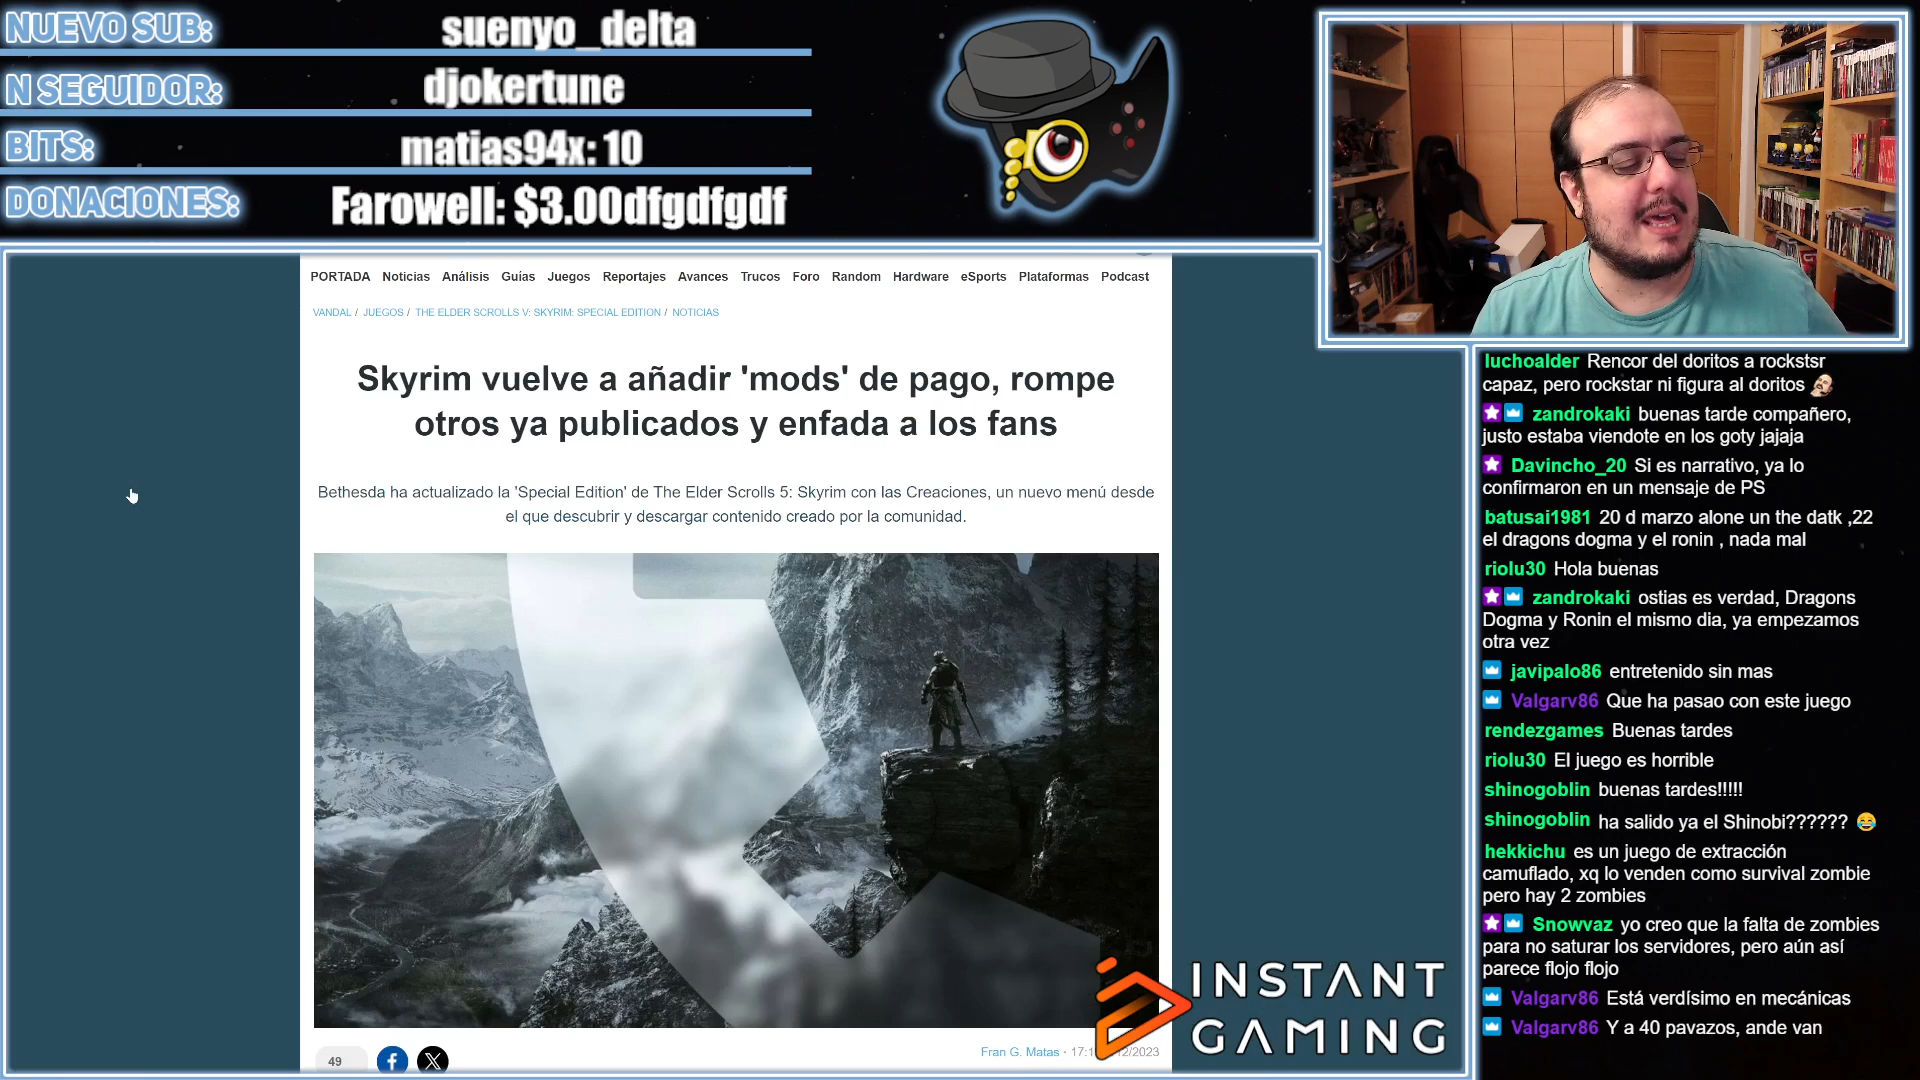 NUEVO SUB:
suenyo_delta
N SEGUIDOR:
djokertune
BITS:
matias94x: 10
DONACIONES:
Farowell: $3.00dfgdfgdf
PORTADA Noticias Análisis Guías Juegos Reportajes Avances Trucos Foro Random Hardware eSports Plataformas Podcast
VANDAL / JUEGOS / THE ELDER SCROLLS V: SKYRIM: SPECIAL EDITION / NOTICIAS
Skyrim vuelve a añadir 'mods' de pago, rompe
otros ya publicados y enfada a los fans
Bethesda ha actualizado la 'Special Edition' de The Elder Scrolls 5: Skyrim con las Creaciones, un nuevo menú desde
el que descubrir y descargar contenido creado por la comunidad.
49
Fran G. Matas
INSTANT
GAMING
luchoalder Rencor del doritos a rockstsr
capaz, pero rockstar ni figura al doritos
zandrokaki buenas tarde compañero,
justo estaba viendote en los goty jajaja
Davincho_20 Si es narrativo, ya lo
confirmaron en un mensaje de PS
batusai1981 20 d marzo alone un the datk ,22
el dragons dogma y el ronin , nada mal
riolu30 Hola buenas
zandrokaki ostias es verdad, Dragons
Dogma y Ronin el mismo dia, ya empezamos
otra vez
javipalo86 entretenido sin mas
Valgarv86 Que ha pasao con este juego
rendezgames Buenas tardes
riolu30 El juego es horrible
shinogoblin buenas tardes!!!!!
shinogoblin ha salido ya el Shinobi??????
hekkichu es un juego de extracción
camuflado, xq lo venden como survival zombie
pero hay 2 zombies
Snowvaz yo creo que la falta de zombies
para no saturar los servidores, pero aún así
parece flojo flojo
Valgarv86 Está verdísimo en mecánicas
Valgarv86 Y a 40 pavazos, ande van